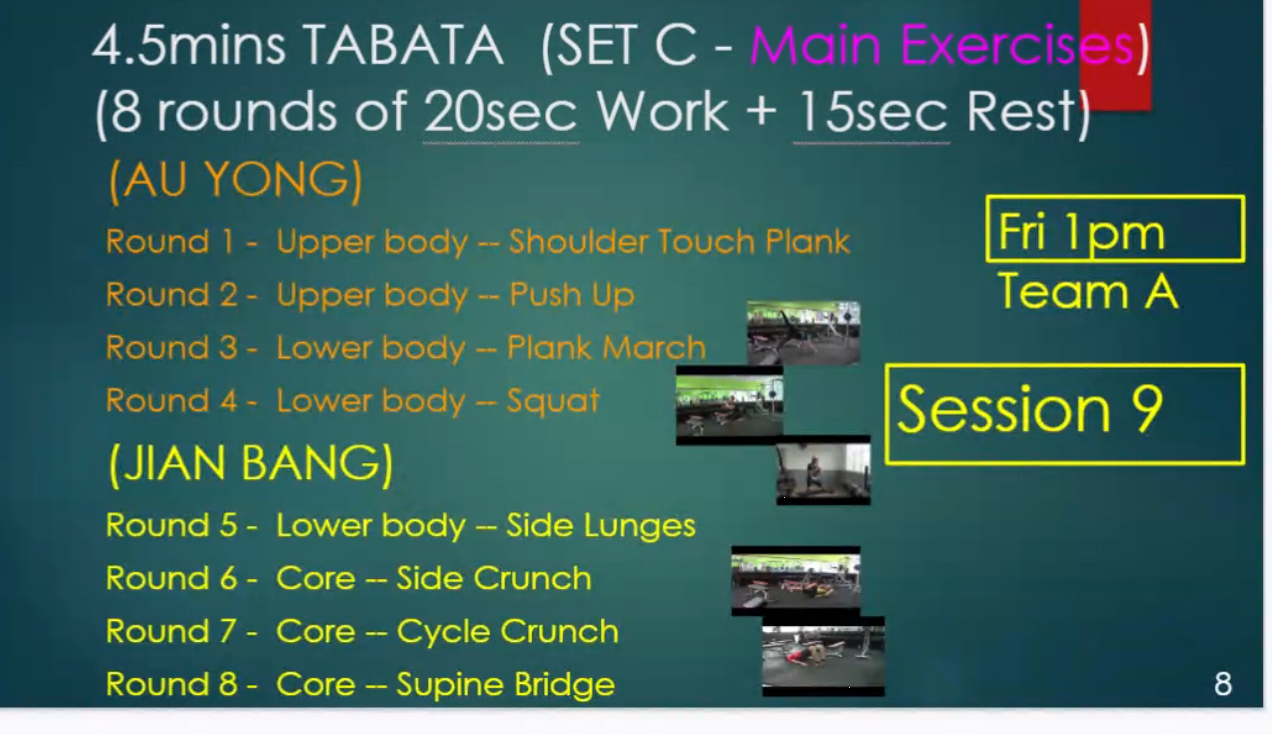 4.5mins TABATA (SET C - Main Exercises)
(8 rounds of 20sec Work + 15sec Rest)
(AU YONG)
Round 1 - Upper body -- Shoulder Touch Plank
Round 2 - Upper body -- Push Up
Round 3 - Lower body -- Plank March
Round 4 - Lower body -- Squat
(JIAN BANG)
Round 5 - Lower body -- Side Lunges
Round 6 - Core -- Side Crunch
Round 7 - Core -- Cycle Crunch
Round 8 - Core -- Supine Bridge
Fri 1pm
Team A
Session 9
8